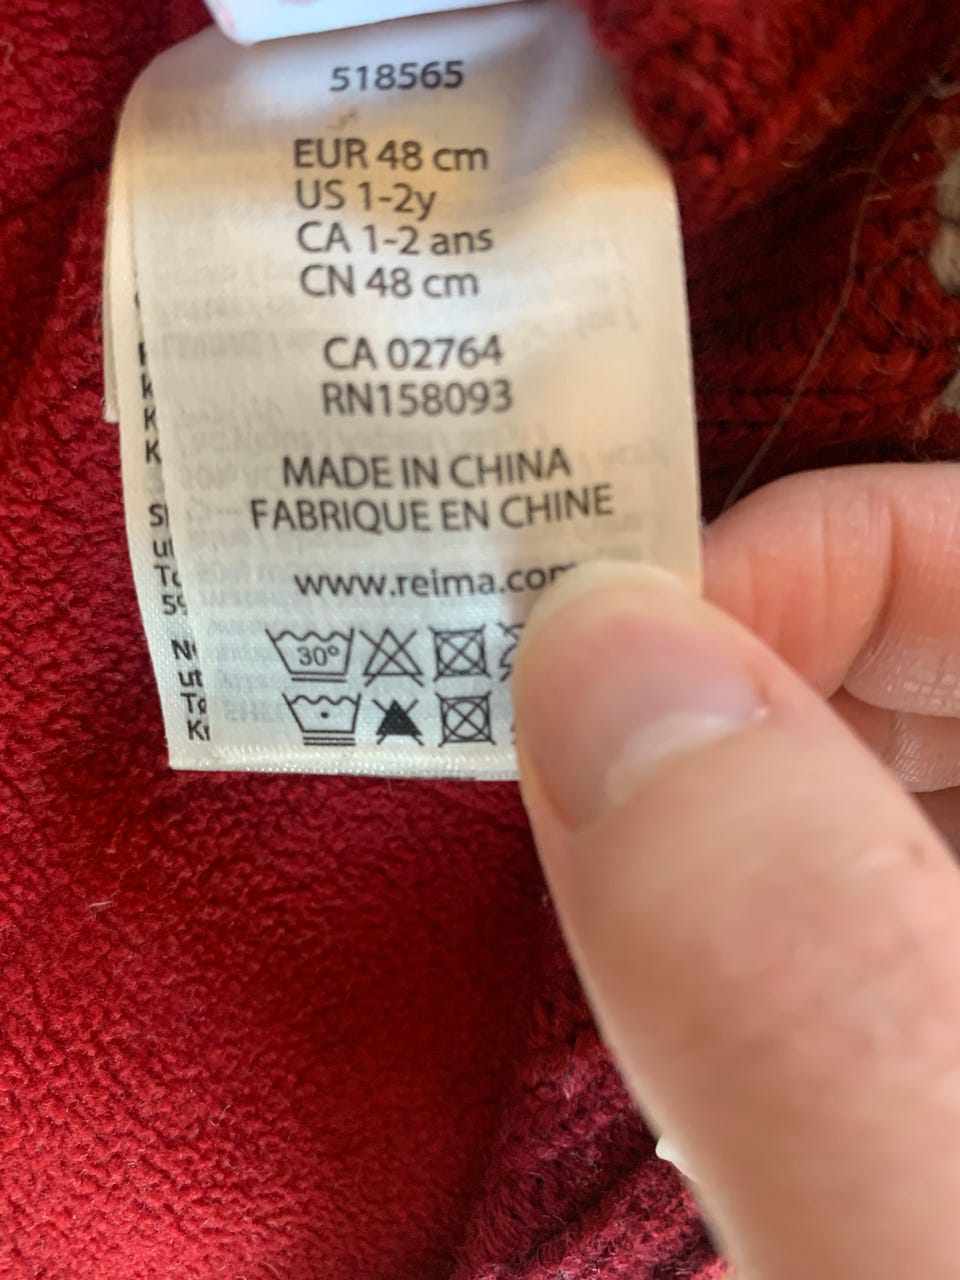 518565
EUR 48 cm
US 1-2y
CA 1-2 ans
CN 48 cm
CA 02764
RN158093
MADE IN CHINA
FABRIQUE EN CHINE
www.reima.com
30°